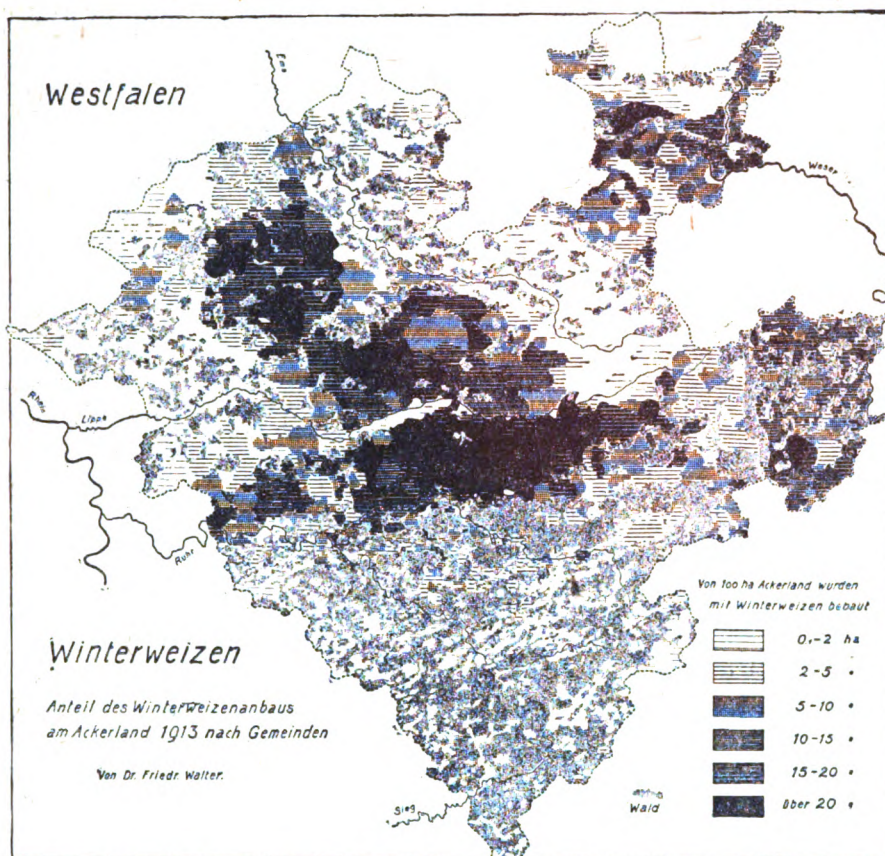 Westfalen
Ems
Weser
Rhein
Lippe
Ruhr
Von 100 ha Ackerland wurden
mit Winterweizen bebaut
0,-2 ha
2-5 "
5-10 "
10-15 "
15-20 "
über 20 "
Winterweizen
Anteil des Winterweizenanbaus
am Ackerland 1913 nach Gemeinden
Von Dr. Friedr. Walter.
Sieg
Wald